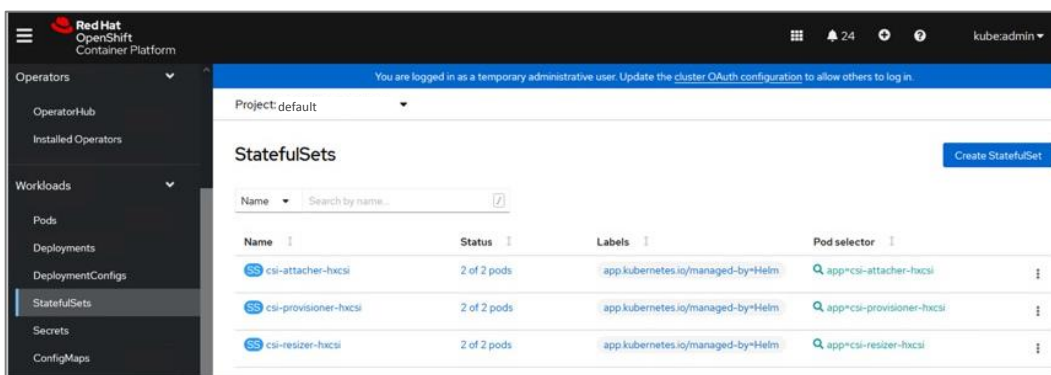 Red Hat
OpenShift
Container Platform
24
kube:admin
Operators
OperatorHub
Installed Operators
Workloads
Pods
Deployments
DeploymentConfigs
StatefulSets
Secrets
ConfigMaps
You are logged in as a temporary administrative user. Update the cluster OAuth configuration to allow others to log in.
Project: default
StatefulSets
Create StatefulSet
Name Search by name... /
Name Status Labels Pod selector
SS csi-attacher-hxcsi 2 of 2 pods app.kubernetes.io/managed-by=Helm app=csi-attacher-hxcsi
SS csi-provisioner-hxcsi 2 of 2 pods app.kubernetes.io/managed-by=Helm app=csi-provisioner-hxcsi
SS csi-resizer-hxcsi 2 of 2 pods app.kubernetes.io/managed-by=Helm app=csi-resizer-hxcsi